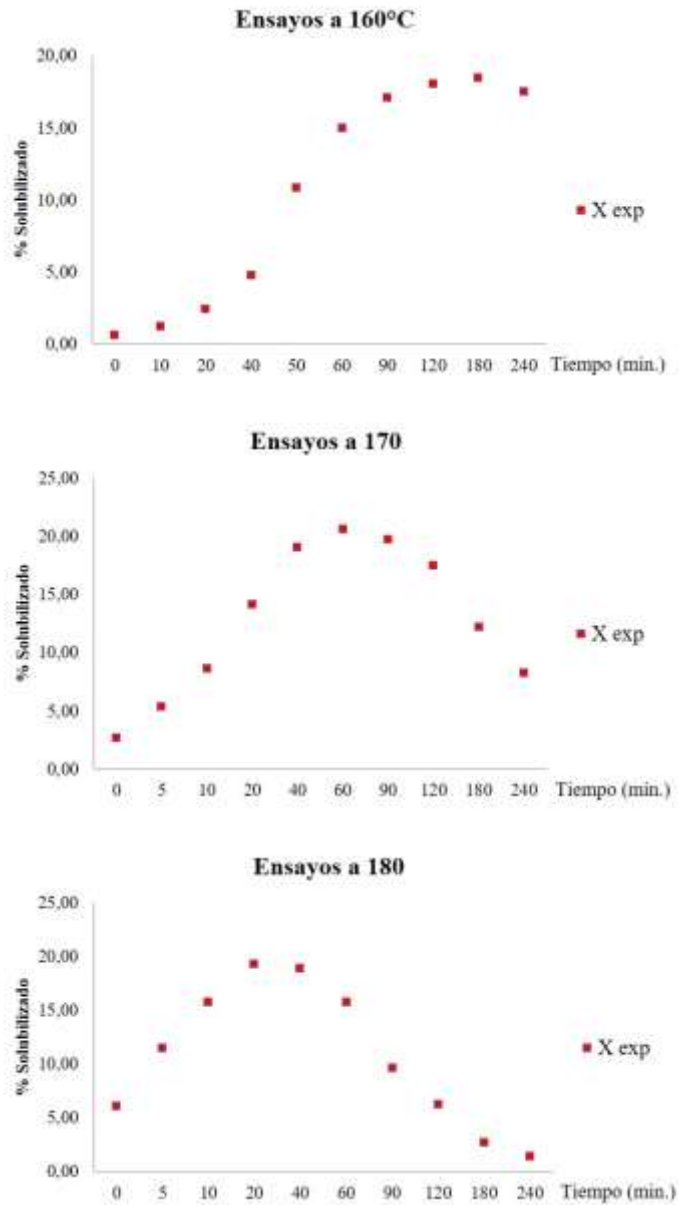 Ensayos a 160°C
% Solubilizado
20,00
15,00
10,00
5,00
0,00
0 10 20 40 50 60 90 120 180 240 Tiempo (min.)
X exp
Ensayos a 170
% Solubilizado
25,00
20,00
15,00
10,00
5,00
0,00
0 5 10 20 40 60 90 120 180 240 Tiempo (min.)
X exp
Ensayos a 180
% Solubilizado
25,00
20,00
15,00
10,00
5,00
0,00
0 5 10 20 40 60 90 120 180 240 Tiempo (min.)
X exp